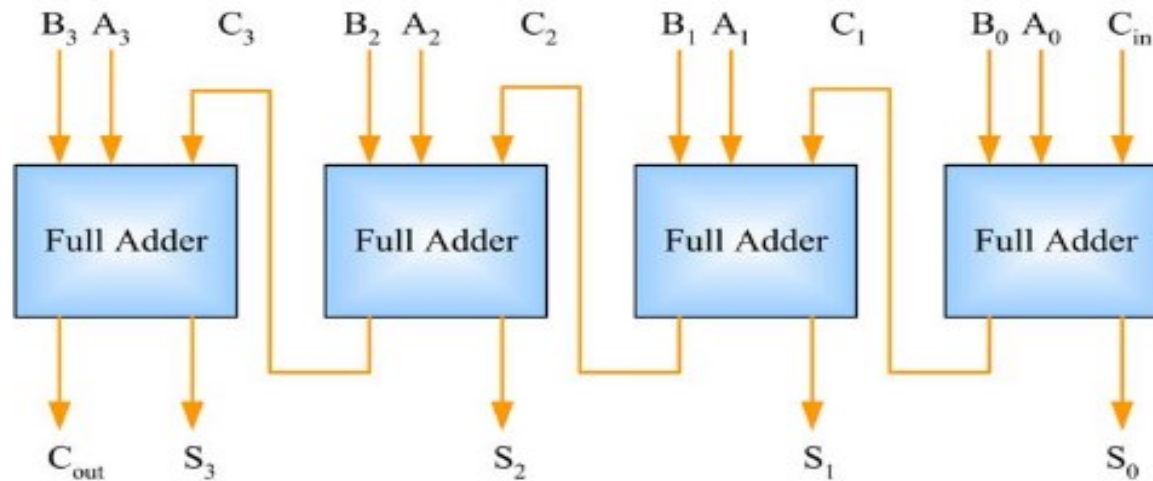 B₃ A₃ C₃ B₂ A₂ C₂ B₁ A₁ C₁ B₀ A₀ Cᵢₙ
Full Adder Full Adder Full Adder Full Adder
Cₒᵤₜ S₃ S₂ S₁ S₀